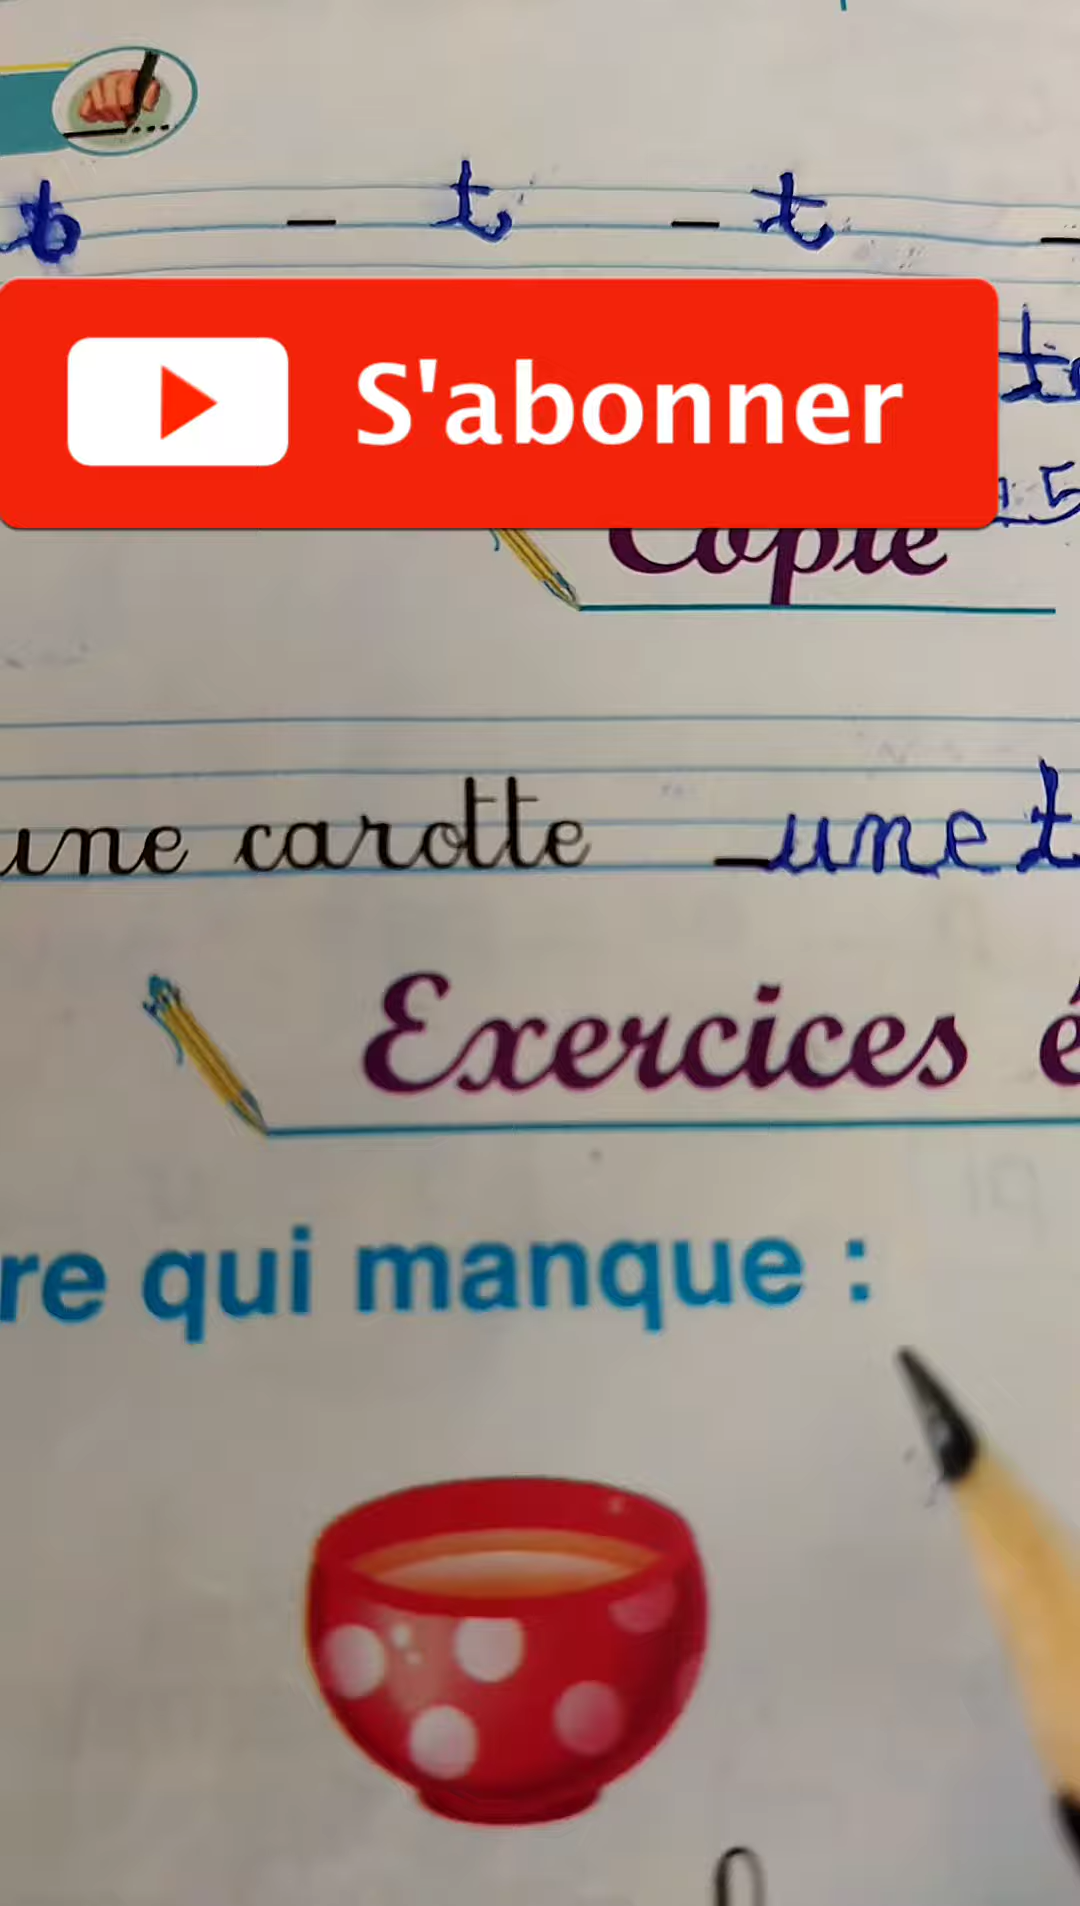 t - t - t -
S'abonner
Copie
une carotte - une t
Exercices é
re qui manque :